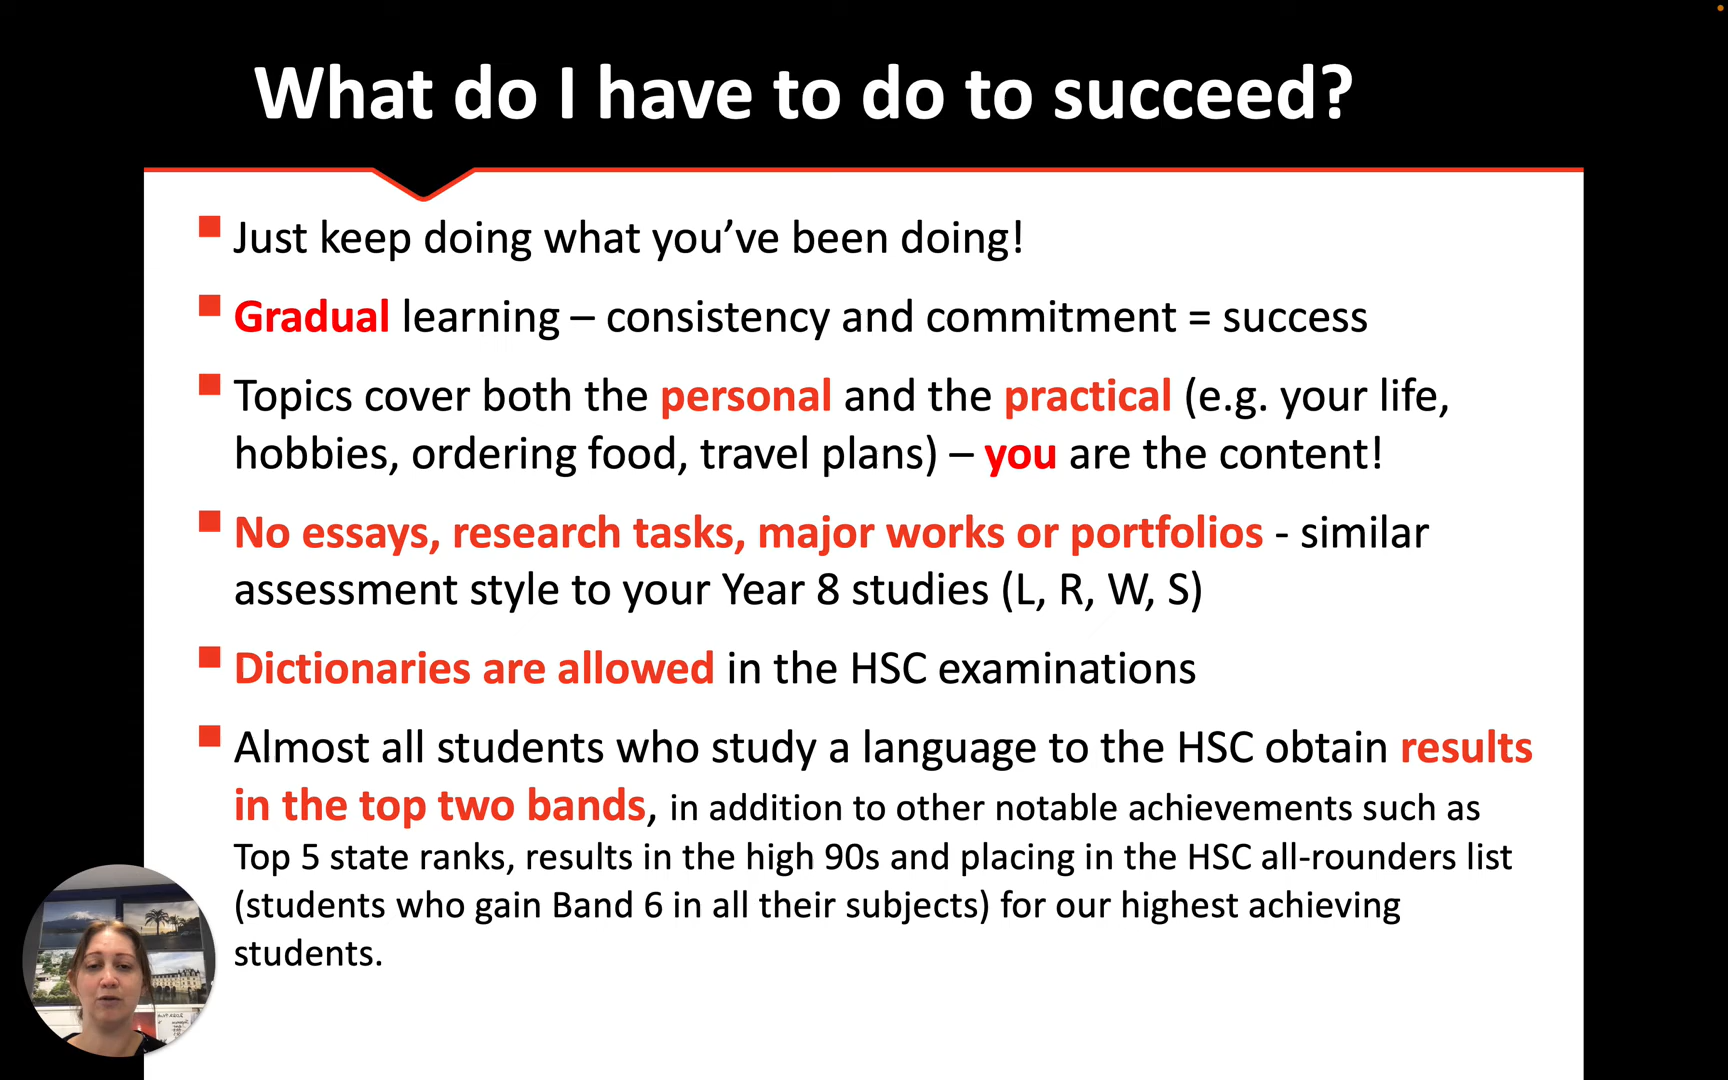 What do I have to do to succeed?
Just keep doing what you’ve been doing!
Gradual learning – consistency and commitment = success
Topics cover both the personal and the practical (e.g. your life,
hobbies, ordering food, travel plans) – you are the content!
No essays, research tasks, major works or portfolios - similar
assessment style to your Year 8 studies (L, R, W, S)
Dictionaries are allowed in the HSC examinations
Almost all students who study a language to the HSC obtain results
in the top two bands, in addition to other notable achievements such as
Top 5 state ranks, results in the high 90s and placing in the HSC all-rounders list
(students who gain Band 6 in all their subjects) for our highest achieving
students.